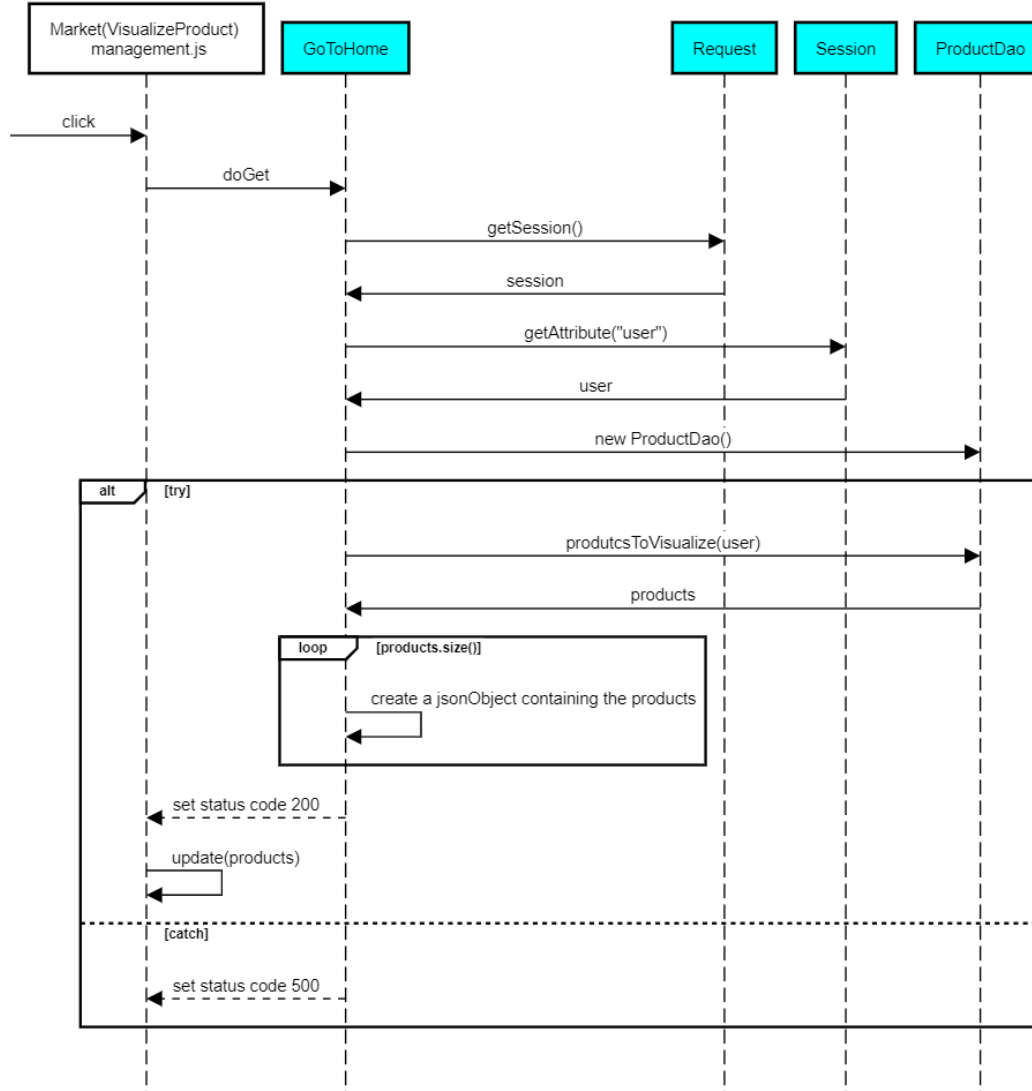 Market(VisualizeProduct)
management.js
GoToHome
Request
Session
ProductDao
click
doGet
getSession()
session
getAttribute("user")
user
new ProductDao()
alt
[try]
produtcsToVisualize(user)
products
loop
[products.size()]
create a jsonObject containing the products
set status code 200
update(products)
[catch]
set status code 500